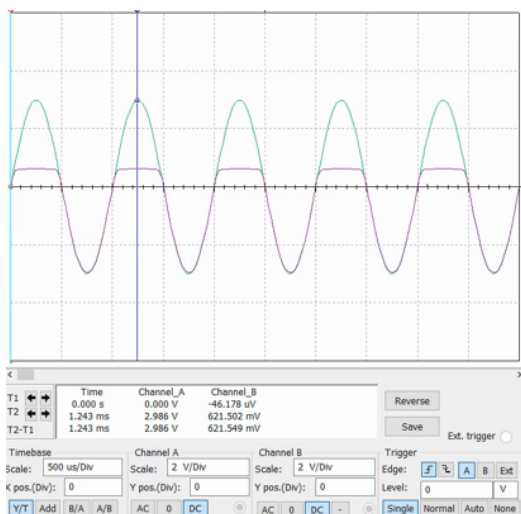 Time Channel_A Channel_B
T1 0.000 s 0.000 V -46.178 uV
T2 1.243 ms 2.986 V 621.502 mV
T2-T1 1.243 ms 2.986 V 621.549 mV
Reverse
Save
Ext. trigger
Timebase
Scale: 500 us/Div
X pos.(Div): 0
Y/T Add B/A A/B
Channel A
Scale: 2 V/Div
Y pos.(Div): 0
AC 0 DC
Channel B
Scale: 2 V/Div
Y pos.(Div): 0
AC 0 DC -
Trigger
Edge: A B Ext
Level: 0 V
Single Normal Auto None